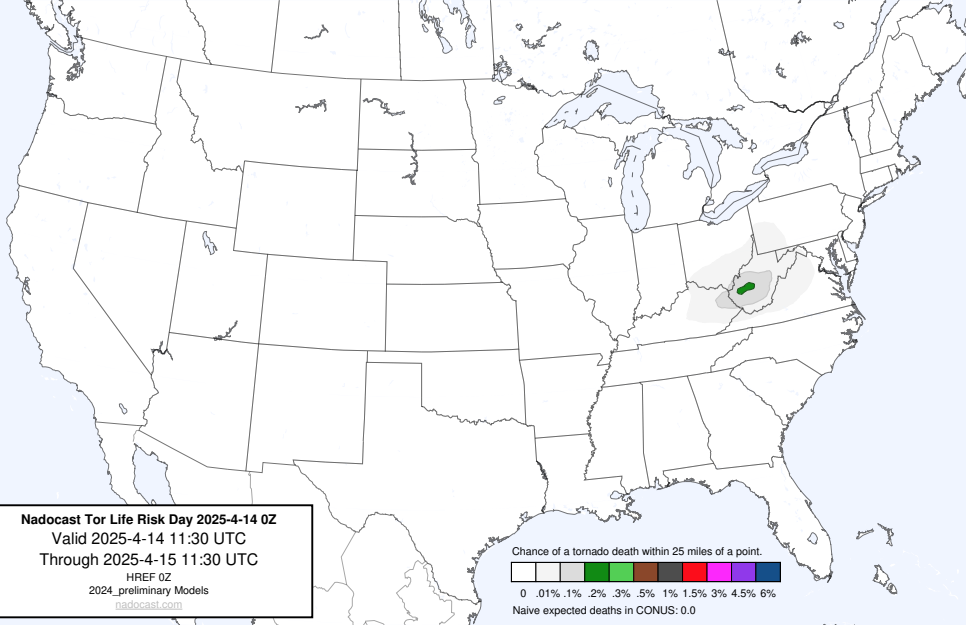 Nadocast Tor Life Risk Day 2025-4-14 0Z
Valid 2025-4-14 11:30 UTC
Through 2025-4-15 11:30 UTC
HREF 0Z
2024_preliminary Models
nadocast.com
Chance of a tornado death within 25 miles of a point.
0 .01% .1% .2% .3% .5% 1% 1.5% 3% 4.5% 6%
Naive expected deaths in CONUS: 0.0